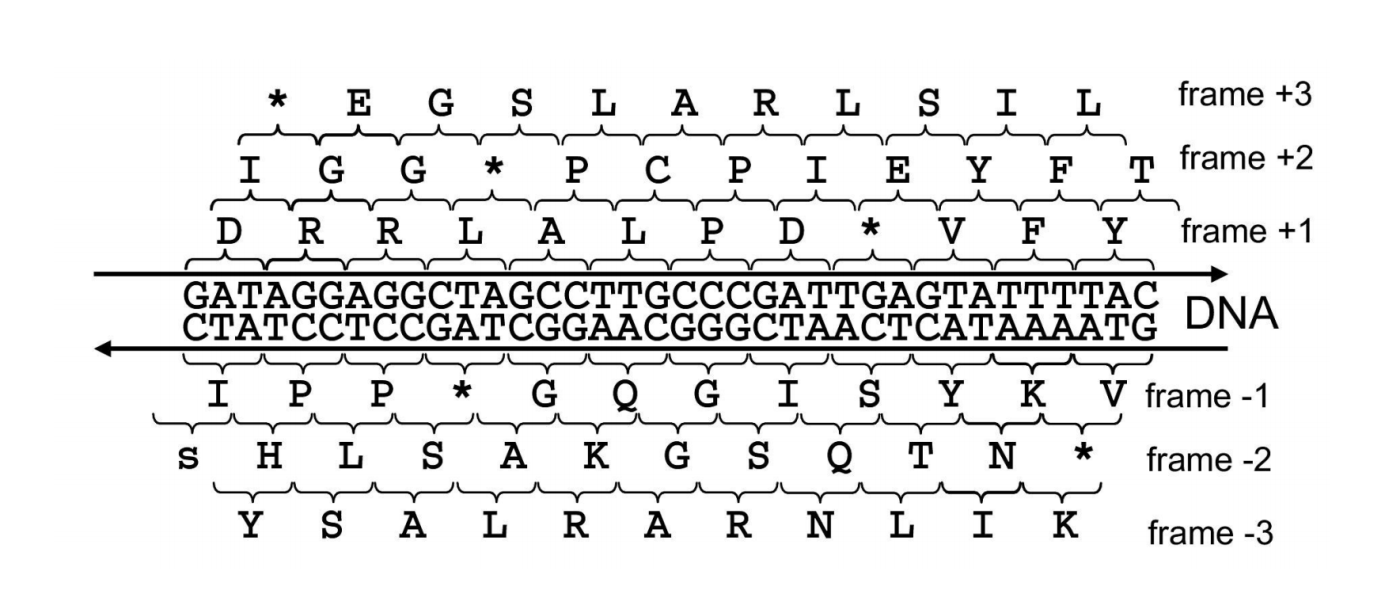 * E G S L A R L S I L frame +3
I G G * P C P I E Y F T frame +2
D R R L A L P D * V F Y frame +1
GATAGGAGGCTAGCCTTGCCCGATTGAGTATTTTAC
CTATCCTCCGATCGGAACGGGCTAACTCATAAAATG
DNA
I P P * G Q G I S Y K V frame -1
s H L S A K G S Q T N * frame -2
Y S A L R A R N L I K frame -3